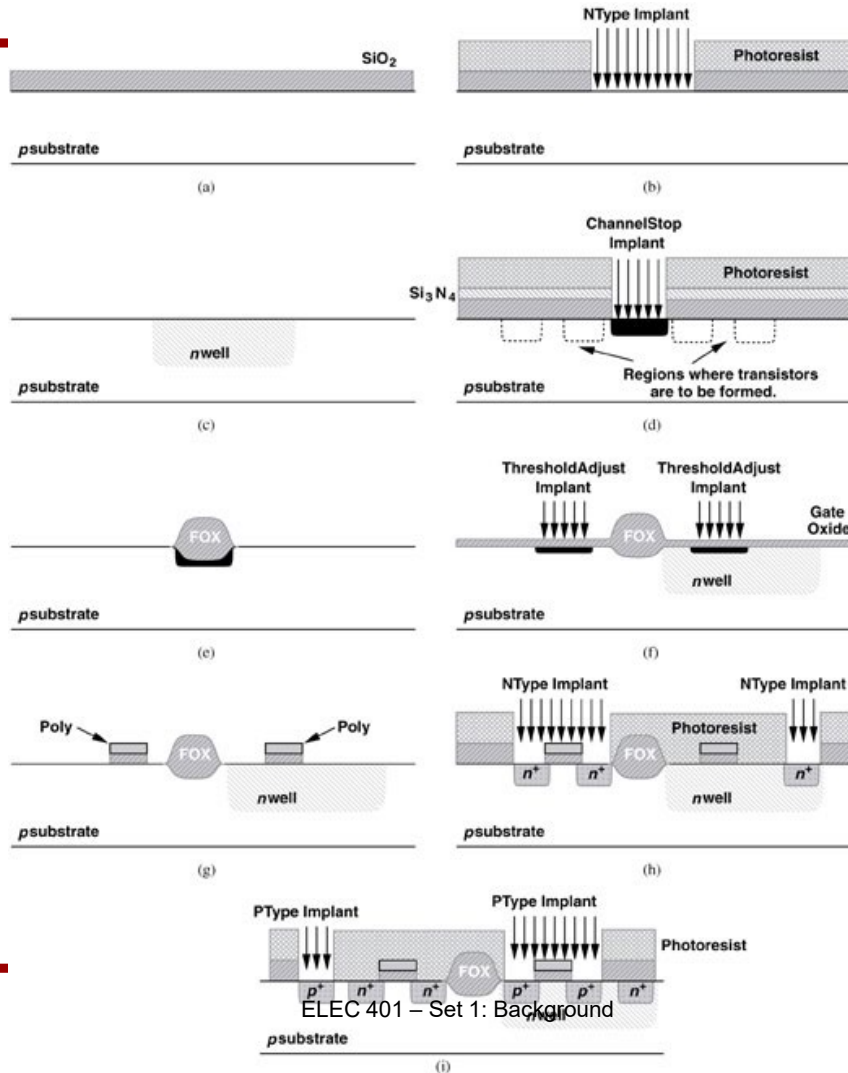 SiO2
psubstrate
(a)
NType Implant
Photoresist
psubstrate
(b)
nwell
psubstrate
(c)
ChannelStop
Implant
Photoresist
Si3N4
Regions where transistors
are to be formed.
psubstrate
(d)
FOX
psubstrate
(e)
ThresholdAdjust
Implant
ThresholdAdjust
Implant
Gate
Oxide
FOX
nwell
psubstrate
(f)
Poly
Poly
FOX
nwell
psubstrate
(g)
NType Implant
NType Implant
Photoresist
FOX
n+
n+
n+
nwell
psubstrate
(h)
PType Implant
PType Implant
Photoresist
FOX
p+
n+
n+
p+
p+
n+
ELEC 401 – Set 1: Background
nwell
psubstrate
(i)